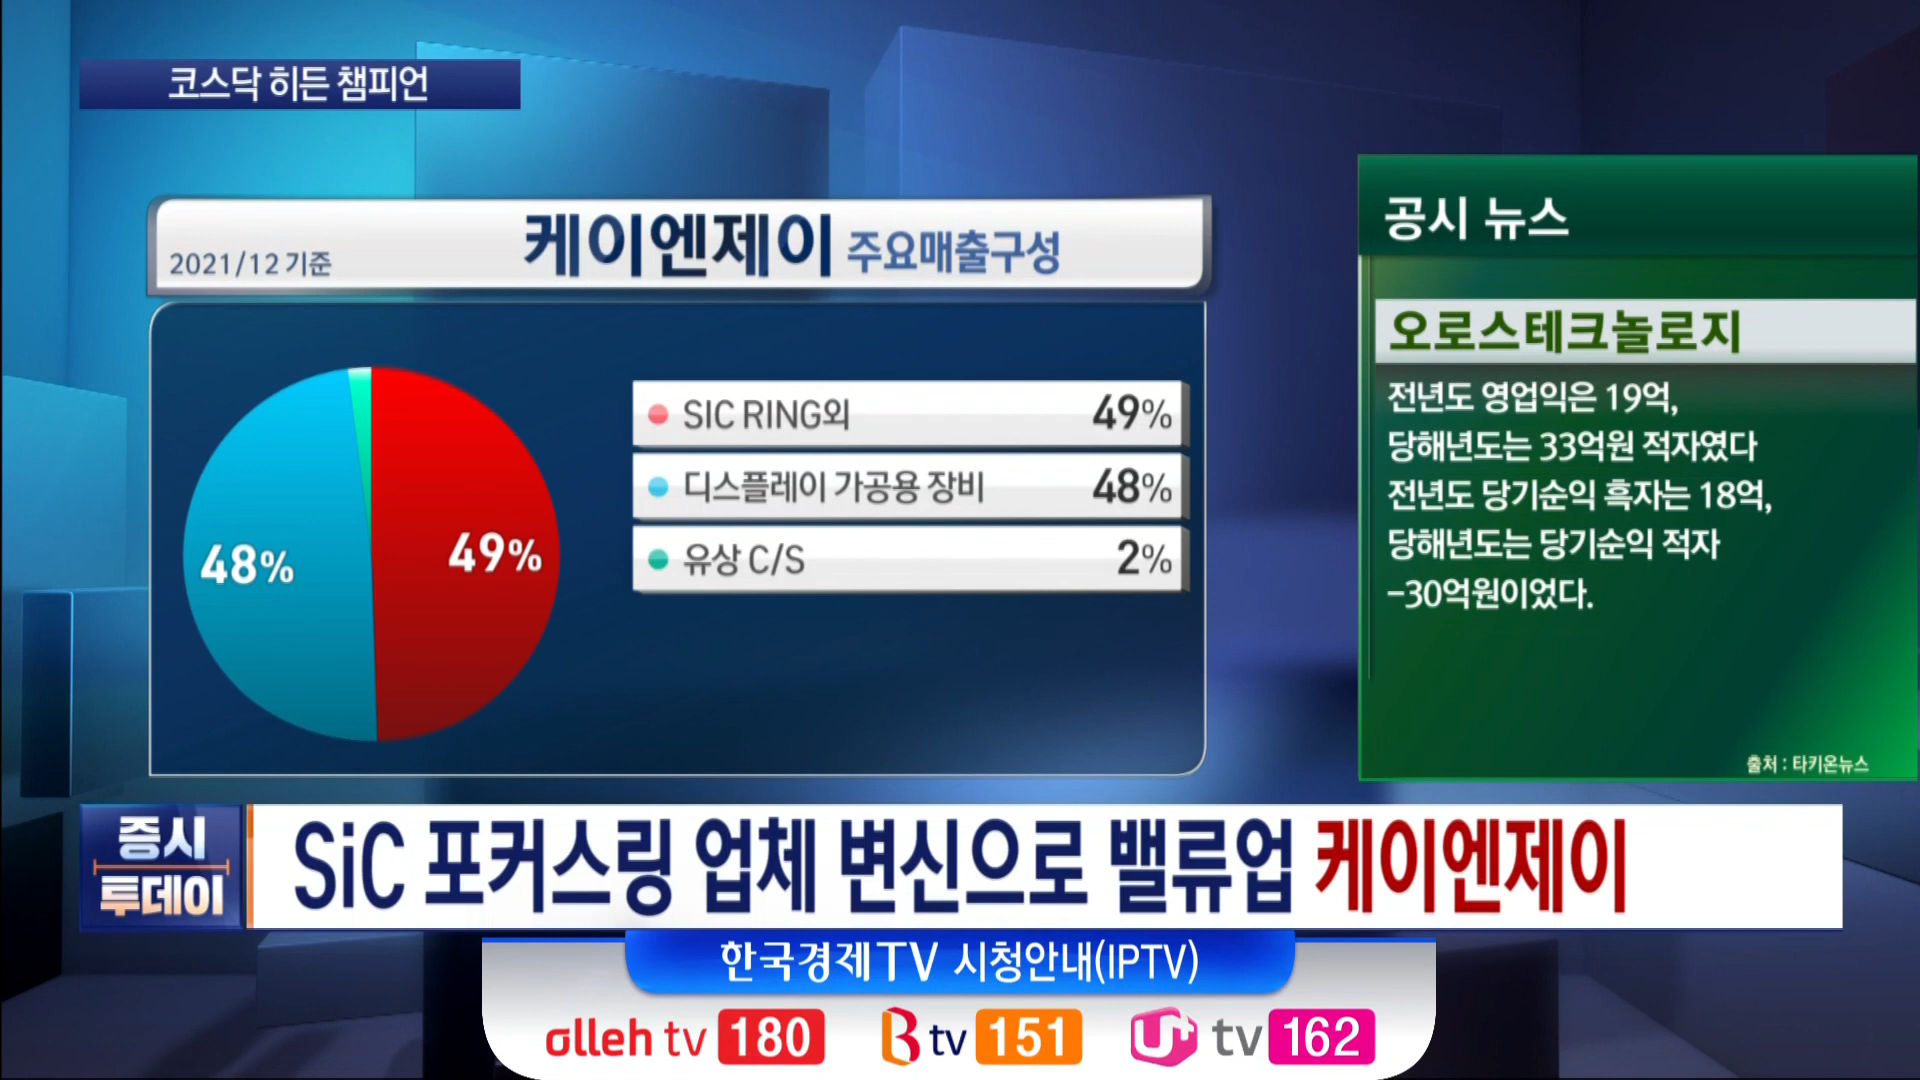 코스닥 히든 챔피언
2021/12 기준
케이엔제이 주요매출구성
48%
49%
SIC RING외 49%
디스플레이 가공용 장비 48%
유상 C/S 2%
공시 뉴스
오로스테크놀로지
전년도 영업익은 19억,
당해년도는 33억원 적자였다
전년도 당기순익 흑자는 18억,
당해년도는 당기순익 적자
-30억원이었다.
출처 : 타키온뉴스
증시
투데이
SiC 포커스링 업체 변신으로 밸류업 케이엔제이
한국경제TV 시청안내(IPTV)
olleh tv 180 B tv 151 U+ tv 162